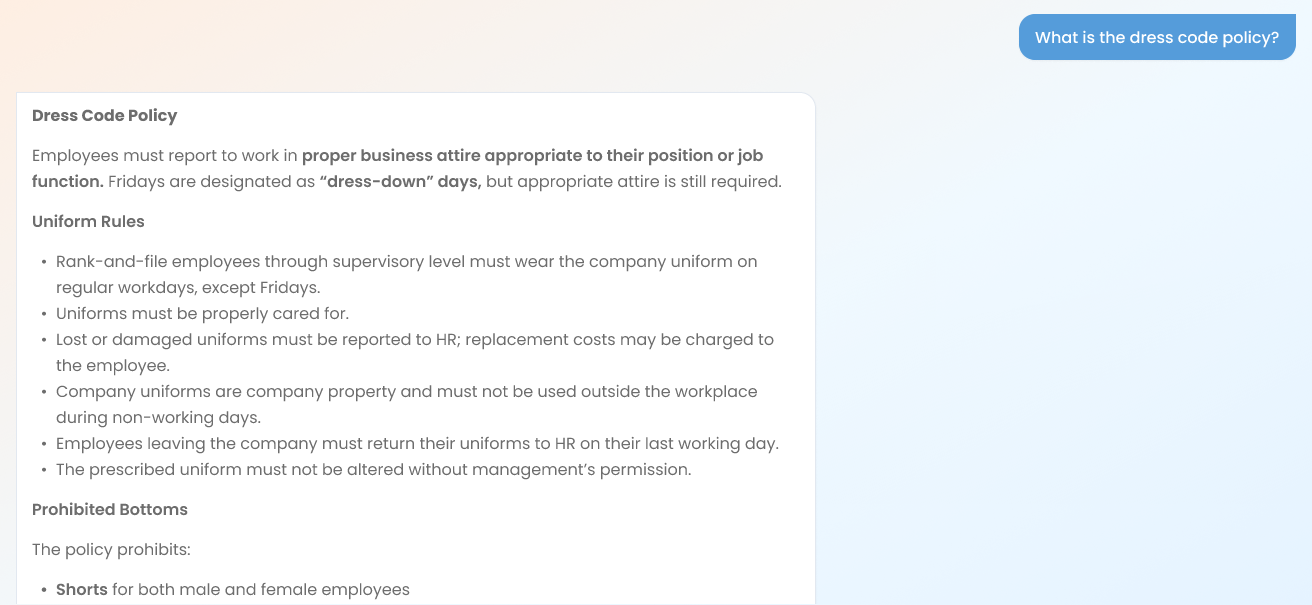 What is the dress code policy?
Dress Code Policy
Employees must report to work in proper business attire appropriate to their position or job
function. Fridays are designated as “dress-down” days, but appropriate attire is still required.
Uniform Rules
• Rank-and-file employees through supervisory level must wear the company uniform on
regular workdays, except Fridays.
• Uniforms must be properly cared for.
• Lost or damaged uniforms must be reported to HR; replacement costs may be charged to
the employee.
• Company uniforms are company property and must not be used outside the workplace
during non-working days.
• Employees leaving the company must return their uniforms to HR on their last working day.
• The prescribed uniform must not be altered without management’s permission.
Prohibited Bottoms
The policy prohibits:
• Shorts for both male and female employees